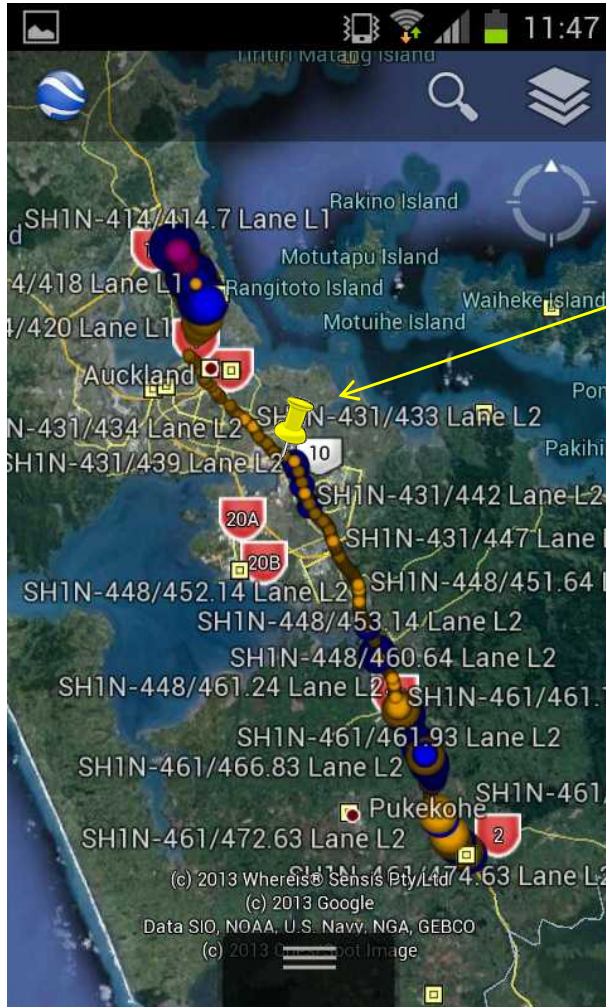 11:47
Tiritiri Matang Island
Rakino Island
SH1N-414/414.7 Lane L1
d
1
Motutapu Island
4/418 Lane L1
Rangitoto Island
Waiheke Island
4/420 Lane L1
Motuihe Island
Auckland
Por
SH1N-431/433 Lane L2
N-431/434 Lane L2
10
Pakihi
SH1N-431/439 Lane L2
SH1N-431/442 Lane L2
20A
SH1N-431/447 Lane
20B
SH1N-448/451.64 L
SH1N-448/452.14 Lane L2
SH1N-448/453.14 Lane L2
SH1N-448/460.64 Lane L2
SH1N-448/461.24 Lane L2
SH1N-461/461.
SH1N-461/461.93 Lane L2
SH1N-461/466.83 Lane L2
SH1N-461/
Pukekohe
2
SH1N-461/472.63 Lane L2
SH1N-461/474.63 Lane L2
(c) 2013 Whereis® Sensis Pty Ltd
(c) 2013 Google
Data SIO, NOAA, U.S. Navy, NGA, GEBCO
(c) 2013 Image